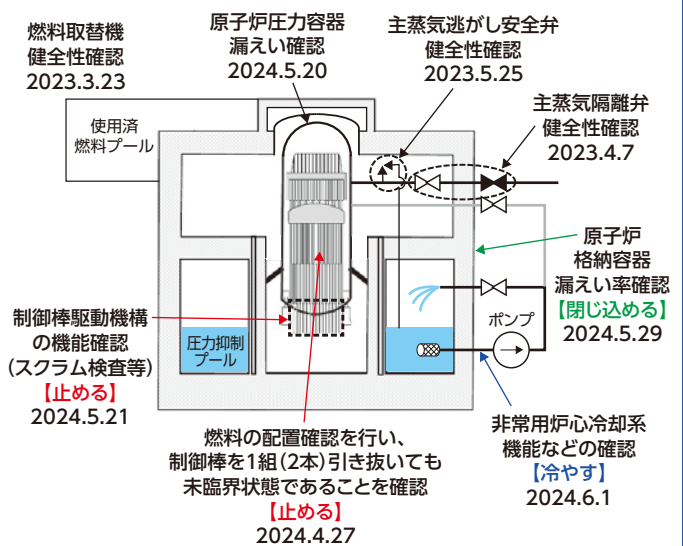 燃料取替機
健全性確認
2023.3.23
原子炉圧力容器
漏えい確認
2024.5.20
主蒸気逃がし安全弁
健全性確認
2023.5.25
主蒸気隔離弁
健全性確認
2023.4.7
使用済
燃料プール
原子炉
格納容器
漏えい率確認
【閉じ込める】
2024.5.29
制御棒駆動機構
の機能確認
(スクラム検査等)
【止める】
2024.5.21
圧力抑制
プール
ポンプ
燃料の配置確認を行い、
制御棒を1組(2本)引き抜いても
未臨界状態であることを確認
【止める】
2024.4.27
非常用炉心冷却系
機能などの確認
【冷やす】
2024.6.1